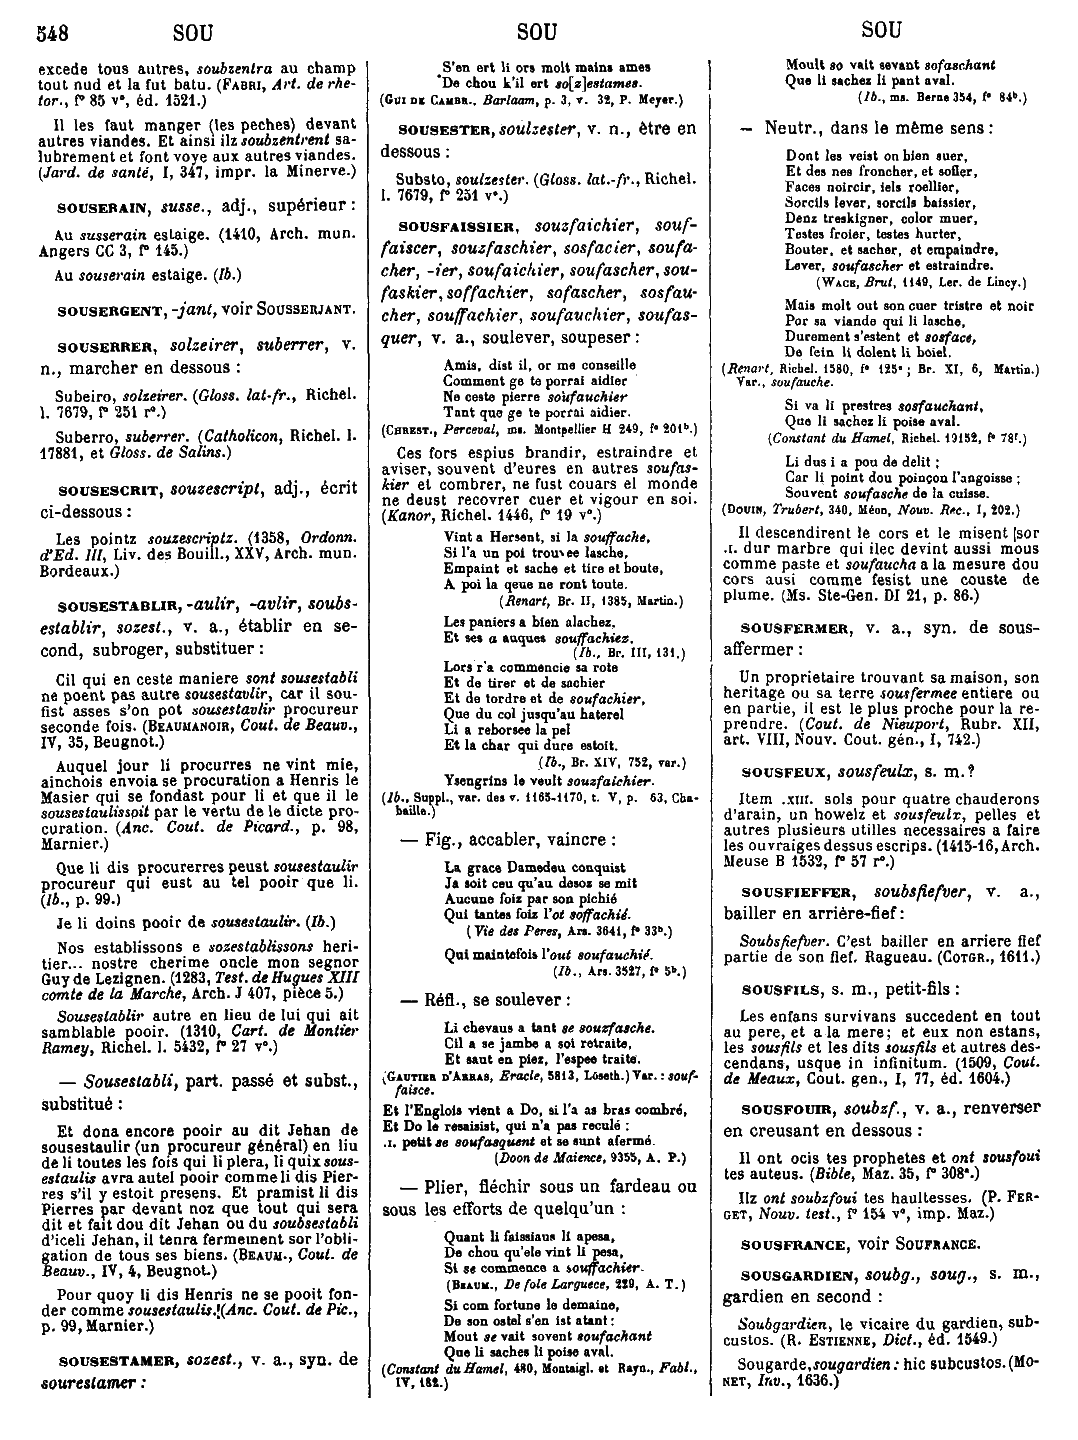 548 SOU SOU SOU
excede tous autres, soubzentra au champ
tout nud et la fut batu. (FABRI, Art. de rhe-
tor., f° 85 v°, éd. 1521.)
Il les faut manger (les peches) devant
autres viandes. Et ainsi ilz soubzentrent sa-
lubrement et font voye aux autres viandes.
(Jard. de santé, I, 347, impr. la Minerve.)
SOUSERAIN, susse., adj., supérieur :
Au susserain estaige. (1410, Arch. mun.
Angers CC 3, f° 145.)
Au souserain estaige. (Ib.)
SOUSERGENT, -jant, voir SOUSSERJANT.
SOUSERRER, solzeirer, suberrer, v.
n., marcher en dessous :
Subeiro, solzeirer. (Gloss. lat-fr., Richel.
l. 7679, f° 251 r°.)
Suberro, suberrer. (Catholicon, Richel. l.
17881, et Gloss. de Salins.)
SOUSESCRIT, souzescript, adj., écrit
ci-dessous :
Les pointz souzescriptz. (1358, Ordonn.
d'Ed. III, Liv. des Bouill., XXV, Arch. mun.
Bordeaux.)
SOUSESTABLIR, -aulir, -avlir, soubs-
establir, sozest., v. a., établir en se-
cond, subroger, substituer :
Cil qui en ceste maniere sont sousestabli
ne poent pas autre sousestavlir, car il sou-
fist asses s'on pot sousestavlir procureur
seconde fois. (BEAUMANOIR, Cout. de Beauv.,
IV, 35, Beugnot.)
Auquel jour li procurres ne vint mie,
ainchois envoia se procuration a Henris le
Masier qui se fondast pour li et que il le
sousestaulissoit par le vertu de le dicte pro-
curation. (Anc. Cout. de Picard., p. 98,
Marnier.)
Que li dis procurerres peust sousestaulir
procureur qui eust au tel pooir que li.
(Ib., p. 99.)
Je li doins pooir de sousestaulir. (Ib.)
Nos establissons e sozestablissons heri-
tier... nostre cherime oncle mon segnor
Guy de Lezignen. (1283, Test. de Hugues XIII
comte de la Marche, Arch. J 407, pièce 5.)
Sousestablir autre en lieu de lui qui ait
samblable pooir. (1310, Cart. de Montier
Ramey, Richel. l. 5432, f° 27 v°.)
— Sousestabli, part. passé et subst.,
substitué :
Et dona encore pooir au dit Jehan de
sousestaulir (un procureur général) en liu
de li toutes les fois qui li plera, li quix sous-
estaulis avra autel pooir comme li dis Pier-
res s'il y estoit presens. Et pramist li dis
Pierres par devant noz que tout qui sera
dit et fait dou dit Jehan ou du soubsestabli
d'iceli Jehan, il tenra fermement sor l'obli-
gation de tous ses biens. (BEAUM., Cout. de
Beauv., IV, 4, Beugnot.)
Pour quoy li dis Henris ne se pooit fon-
der comme sousestaulis. (Anc. Cout. de Pic.,
p. 99, Marnier.)
SOUSESTAMER, sozest., v. a., syn. de
sourestamer :
S'en ert li ors molt mains ames
De chou k'il ert so[z]estames.
(GUI DE CAMBR., Barlaam, p. 3, v. 32, P. Meyer.)
SOUSESTER, soulzester, v. n., être en
dessous :
Substo, soulzester. (Gloss. lat.-fr., Richel.
l. 7679, f° 251 v°.)
SOUSFAISSIER, souzfaichier, souf-
faiscer, souzfaschier, sosfacier, soufa-
cher, -ier, soufaichier, soufascher, sou-
faskier, soffachier, sofascher, sosfau-
cher, souffachier, soufauchier, soufas-
quer, v. a., soulever, soupeser :
Amis, dist il, or me conseille
Comment ge te porrai aidier
Ne ceste pierre soufauchier
Tant que ge te porrai aidier.
(CHREST., Perceval, ms. Montpellier H 249, f° 201ᵇ.)
Ces fors espius brandir, estraindre et
aviser, souvent d'eures en autres soufas-
kier et combrer, ne fust couars el monde
ne deust recovrer cuer et vigour en soi.
(Kanor, Richel. 1446, f° 19 v°.)
Vint a Hersent, si la souffache,
Si l'a un poi trouvee lasche,
Empaint et sache et tire et boute,
A poi la qeue ne ront toute.
(Renart, Br. II, 1385, Martin.)
Les paniers a bien alachez,
Et ses a auques souffachiez.
(Ib., Br. III, 131.)
Lors r'a commencie sa rote
Et de tirer et de sachier
Et de tordre et de soufachier,
Que du col jusqu'au haterel
Li a reborsee la pel
Et la char qui dure estoit.
(Ib., Br. XIV, 752, var.)
Ysengrins le veult souzfaichier.
(Ib., Suppl., var. des v. 1165-1170, t. V, p. 63, Cha-
baille.)
— Fig., accabler, vaincre :
La grace Damedeu conquist
Ja soit ceu qu'au desoz se mit
Aucune foiz par son pichié
Qui tantes foiz l'ot soffachié.
(Vie des Peres, Ars. 3641, f° 33ᵇ.)
Qui maintefois l'out soufauchié.
(Ib., Ars. 3527, f° 5ᵇ.)
— Réfl., se soulever :
Li chevaus a tant se souzfasche.
Cil a se jambe a soi retraite,
Et saut en piez, l'espee traite.
(GAUTIER D'ARRAS, Eracle, 5813, Löseth.) Var. : souf-
faisce.
Et l'Englois vient a Do, si l'a as bras combré,
Et Do le resaisist, qui n'a pas reculé :
.I. petit se soufasquent et se sunt afermé.
(Doon de Maience, 9355, A. P.)
— Plier, fléchir sous un fardeau ou
sous les efforts de quelqu'un :
Quant li faissiaus li apesa,
De chou qu'ele vint li pesa,
Si se commence a souffachier.
(BEAUM., De fole Larguece, 229, A. T.)
Si com fortune le demaine,
De son ostel s'en ist atant :
Mout se vait sovent soufachant
Que li saches li poise aval.
(Constant du Hamel, 480, Montaigl. et Rayn., Fabl.,
IV, 182.)
Moult so vait sevant sofaschant
Que li sachez li pant aval.
(Ib., ms. Berne 354, f° 84ᵇ.)
— Neutr., dans le même sens :
Dont les veist on bien suer,
Et des nes froncher, et sofler,
Faces noircir, iels roellier,
Sorcils lever, sorcils baissier,
Denz treskigner, color muer,
Testes froier, testes hurter,
Bouter, et sacher, et empaindre,
Lever, soufascher et estraindre.
(WACE, Brut, 1149, Ler. de Lincy.)
Mais molt out son cuer tristre et noir
Por sa viande qui li lasche,
Durement s'estent et sosface,
De fein li dolent li boiel.
(Renart, Richel. 1580, f° 125ᵃ ; Br. XI, 6, Martin.)
Var., soufauche.
Si va li prestres sosfauchant,
Que li sachez li poise aval.
(Constant du Hamel, Richel. 19152, f° 78ᶠ.)
Li dus i a pou de delit ;
Car li point dou poinçon l'angoisse ;
Souvent soufasche de la cuisse.
(DOUIN, Trubert, 340, Méon, Nouv. Rec., I, 202.)
Il descendirent le cors et le misent sor
.I. dur marbre qui ilec devint aussi mous
comme paste et soufaucha a la mesure dou
cors ausi comme fesist une couste de
plume. (Ms. Ste-Gen. DI 21, p. 86.)
SOUSFERMER, v. a., syn. de sous-
affermer :
Un proprietaire trouvant sa maison, son
heritage ou sa terre sousfermee entiere ou
en partie, il est le plus proche pour la re-
prendre. (Cout. de Nieuport, Rubr. XII,
art. VIII, Nouv. Cout. gén., I, 742.)
SOUSFEUX, sousfeulx, s. m. ?
Item .XIII. sols pour quatre chauderons
d'arain, un howelz et sousfeulx, pelles et
autres plusieurs utilles necessaires a faire
les ouvraiges dessus escrips. (1415-16, Arch.
Meuse B 1532, f° 57 r°.)
SOUSFIEFFER, soubsfiefver, v. a.,
bailler en arrière-fief :
Soubsfiefver. C'est bailler en arriere fief
partie de son fief. Ragueau. (COTGR., 1611.)
SOUSFILS, s. m., petit-fils :
Les enfans survivans succedent en tout
au pere, et a la mere; et eux non estans,
les sousfils et les dits sousfils et autres des-
cendans, usque in infinitum. (1509, Cout.
de Meaux, Cout. gen., I, 77, éd. 1604.)
SOUSFOUIR, soubzf., v. a., renverser
en creusant en dessous :
Il ont ocis tes prophetes et ont sousfoui
tes auteus. (Bible, Maz. 35, f° 308ᵃ.)
Ilz ont soubzfoui tes haultesses. (P. FER-
GET, Nouv. test., f° 154 v°, imp. Maz.)
SOUSFRANCE, voir SOUFRANCE.
SOUSGARDIEN, soubg., soug., s. m.,
gardien en second :
Soubgardien, le vicaire du gardien, sub-
custos. (R. ESTIENNE, Dict., éd. 1549.)
Sougarde, sougardien : hic subcustos. (MO-
NET, Inv., 1636.)